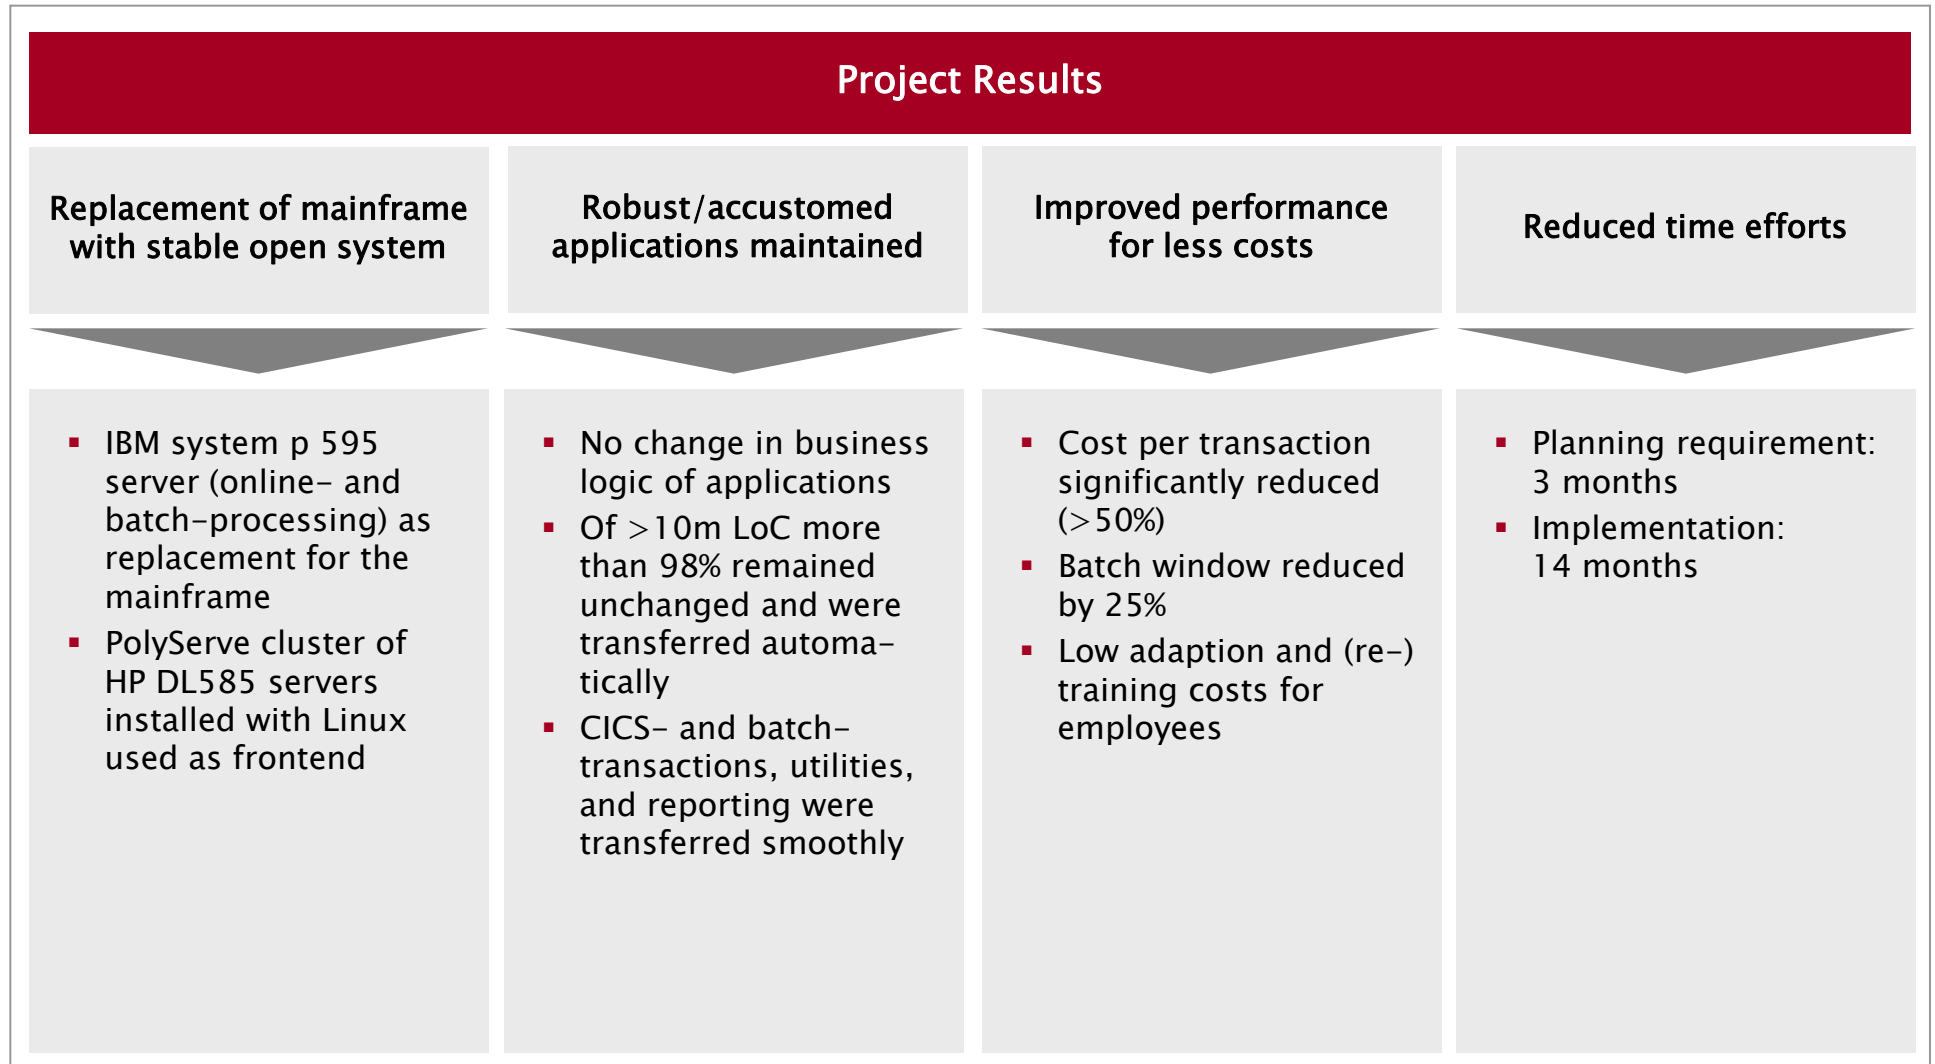 Project Results
Replacement of mainframe
with stable open system
Robust/accustomed
applications maintained
Improved performance
for less costs
Reduced time efforts
▪ IBM system p 595
server (online- and
batch-processing) as
replacement for the
mainframe
▪ PolyServe cluster of
HP DL585 servers
installed with Linux
used as frontend
▪ No change in business
logic of applications
▪ Of >10m LoC more
than 98% remained
unchanged and were
transferred automa-
tically
▪ CICS- and batch-
transactions, utilities,
and reporting were
transferred smoothly
▪ Cost per transaction
significantly reduced
(>50%)
▪ Batch window reduced
by 25%
▪ Low adaption and (re-)
training costs for
employees
▪ Planning requirement:
3 months
▪ Implementation:
14 months